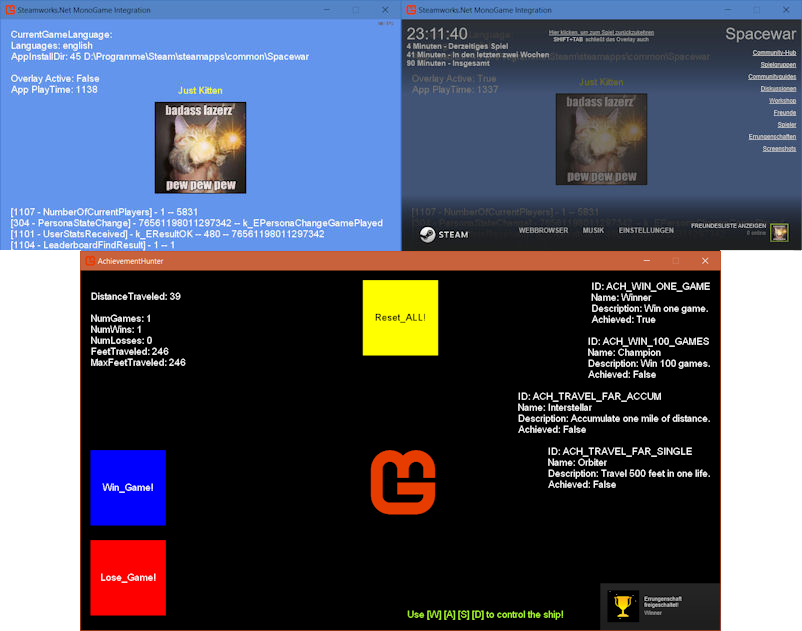 Steamworks.Net MonoGame Integration
CurrentGameLanguage:
Languages: english
AppInstallDir: 45 D:\Programme\Steam\steamapps\common\Spacewar
Overlay Active: False
App PlayTime: 1138
Just Kitten
badass lazerz
pew pew pew
[1107 - NumberOfCurrentPlayers] - 1 -- 5831
[304 - PersonaStateChange] - 76561198011297342 -- k_EPersonaChangeGamePlayed
[1101 - UserStatsReceived] - k_EResultOK -- 480 -- 76561198011297342
[1104 - LeaderboardFindResult] - 1 -- 1
Steamworks.Net MonoGame Integration
23:11:40
4 Minuten - Derzeitiges Spiel
41 Minuten - In den letzten zwei Wochen
90 Minuten - Insgesamt
Hier klicken, um zum Spiel zurückzukehren
SHIFT+TAB schließt das Overlay auch
Spacewar
Community-Hub
Spielgruppen
Communityguides
Diskussionen
Workshop
Freunde
Spieler
Errungenschaften
Screenshots
Overlay Active: True
App PlayTime: 1337
Just Kitten
badass lazerz
pew pew pew
[1107 - NumberOfCurrentPlayers] - 1 -- 5831
STEAM
WEBBROWSER
MUSIK
EINSTELLUNGEN
FREUNDESLISTE ANZEIGEN
0 online
AchievementHunter
DistanceTraveled: 39
NumGames: 1
NumWins: 1
NumLosses: 0
FeetTraveled: 246
MaxFeetTraveled: 246
Reset_ALL!
ID: ACH_WIN_ONE_GAME
Name: Winner
Description: Win one game.
Achieved: True
ID: ACH_WIN_100_GAMES
Name: Champion
Description: Win 100 games.
Achieved: False
ID: ACH_TRAVEL_FAR_ACCUM
Name: Interstellar
Description: Accumulate one mile of distance.
Achieved: False
ID: ACH_TRAVEL_FAR_SINGLE
Name: Orbiter
Description: Travel 500 feet in one life.
Achieved: False
Win_Game!
Lose_Game!
Use [W] [A] [S] [D] to control the ship!
Errungenschaft
freigeschaltet!
Winner